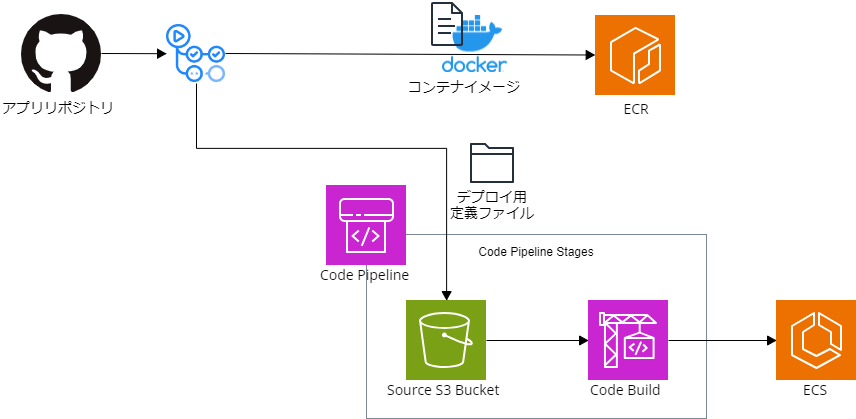 docker
アプリリポジトリ
コンテナイメージ
ECR
デプロイ用
定義ファイル
Code Pipeline Stages
Code Pipeline
Source S3 Bucket
Code Build
ECS